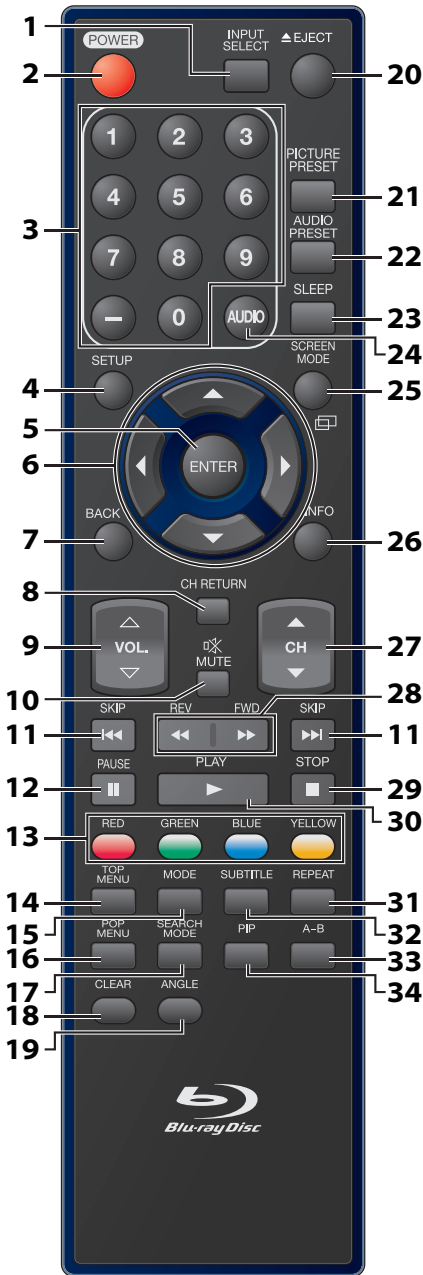 1
POWER
INPUT
SELECT
EJECT
2
20
1
2
3
PICTURE
PRESET
4
5
6
21
3
AUDIO
PRESET
7
8
9
22
SLEEP
–
0
AUDIO
23
24
SETUP
SCREEN
MODE
4
25
5
6
ENTER
BACK
INFO
7
26
CH RETURN
8
9
VOL.
CH
27
MUTE
10
28
SKIP
REV
FWD
SKIP
11
11
PAUSE
PLAY
STOP
12
29
30
13
RED
GREEN
BLUE
YELLOW
TOP
MENU
MODE
SUBTITLE
REPEAT
14
31
15
32
POP
MENU
SEARCH
MODE
PIP
A–B
16
33
17
34
CLEAR
ANGLE
18
19
Blu-ray Disc